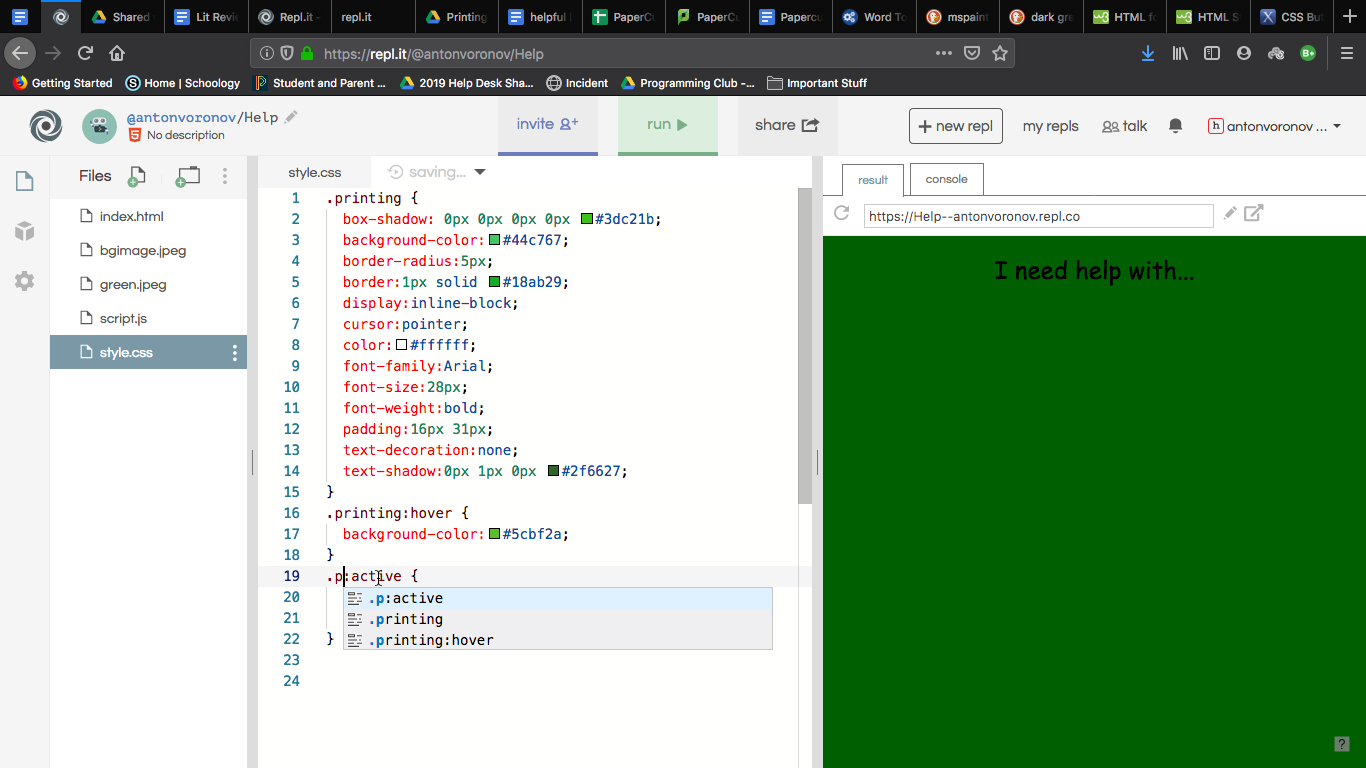 Shared
Lit Revie
Repl.it -
repl.it
Printing
helpful
PaperCu
PaperCu
Papercu
Word To
mspaint
dark gre
HTML fo
HTML S
CSS But
https://repl.it/@antonvoronov/Help
Getting Started
Home | Schoology
Student and Parent ...
2019 Help Desk Sha...
Incident
Programming Club -...
Important Stuff
@antonvoronov/Help
No description
invite
run
share
+ new repl
my repls
talk
h antonvoronov ...
Files
index.html
bgimage.jpeg
green.jpeg
script.js
style.css
style.css
saving...
1 .printing {
2 box-shadow: 0px 0px 0px 0px #3dc21b;
3 background-color:#44c767;
4 border-radius:5px;
5 border:1px solid #18ab29;
6 display:inline-block;
7 cursor:pointer;
8 color:#ffffff;
9 font-family:Arial;
10 font-size:28px;
11 font-weight:bold;
12 padding:16px 31px;
13 text-decoration:none;
14 text-shadow:0px 1px 0px #2f6627;
15 }
16 .printing:hover {
17 background-color:#5cbf2a;
18 }
19 .p:active {
20 .p:active
21 .printing
22 } .printing:hover
23
24
result
console
https://Help--antonvoronov.repl.co
I need help with...
?